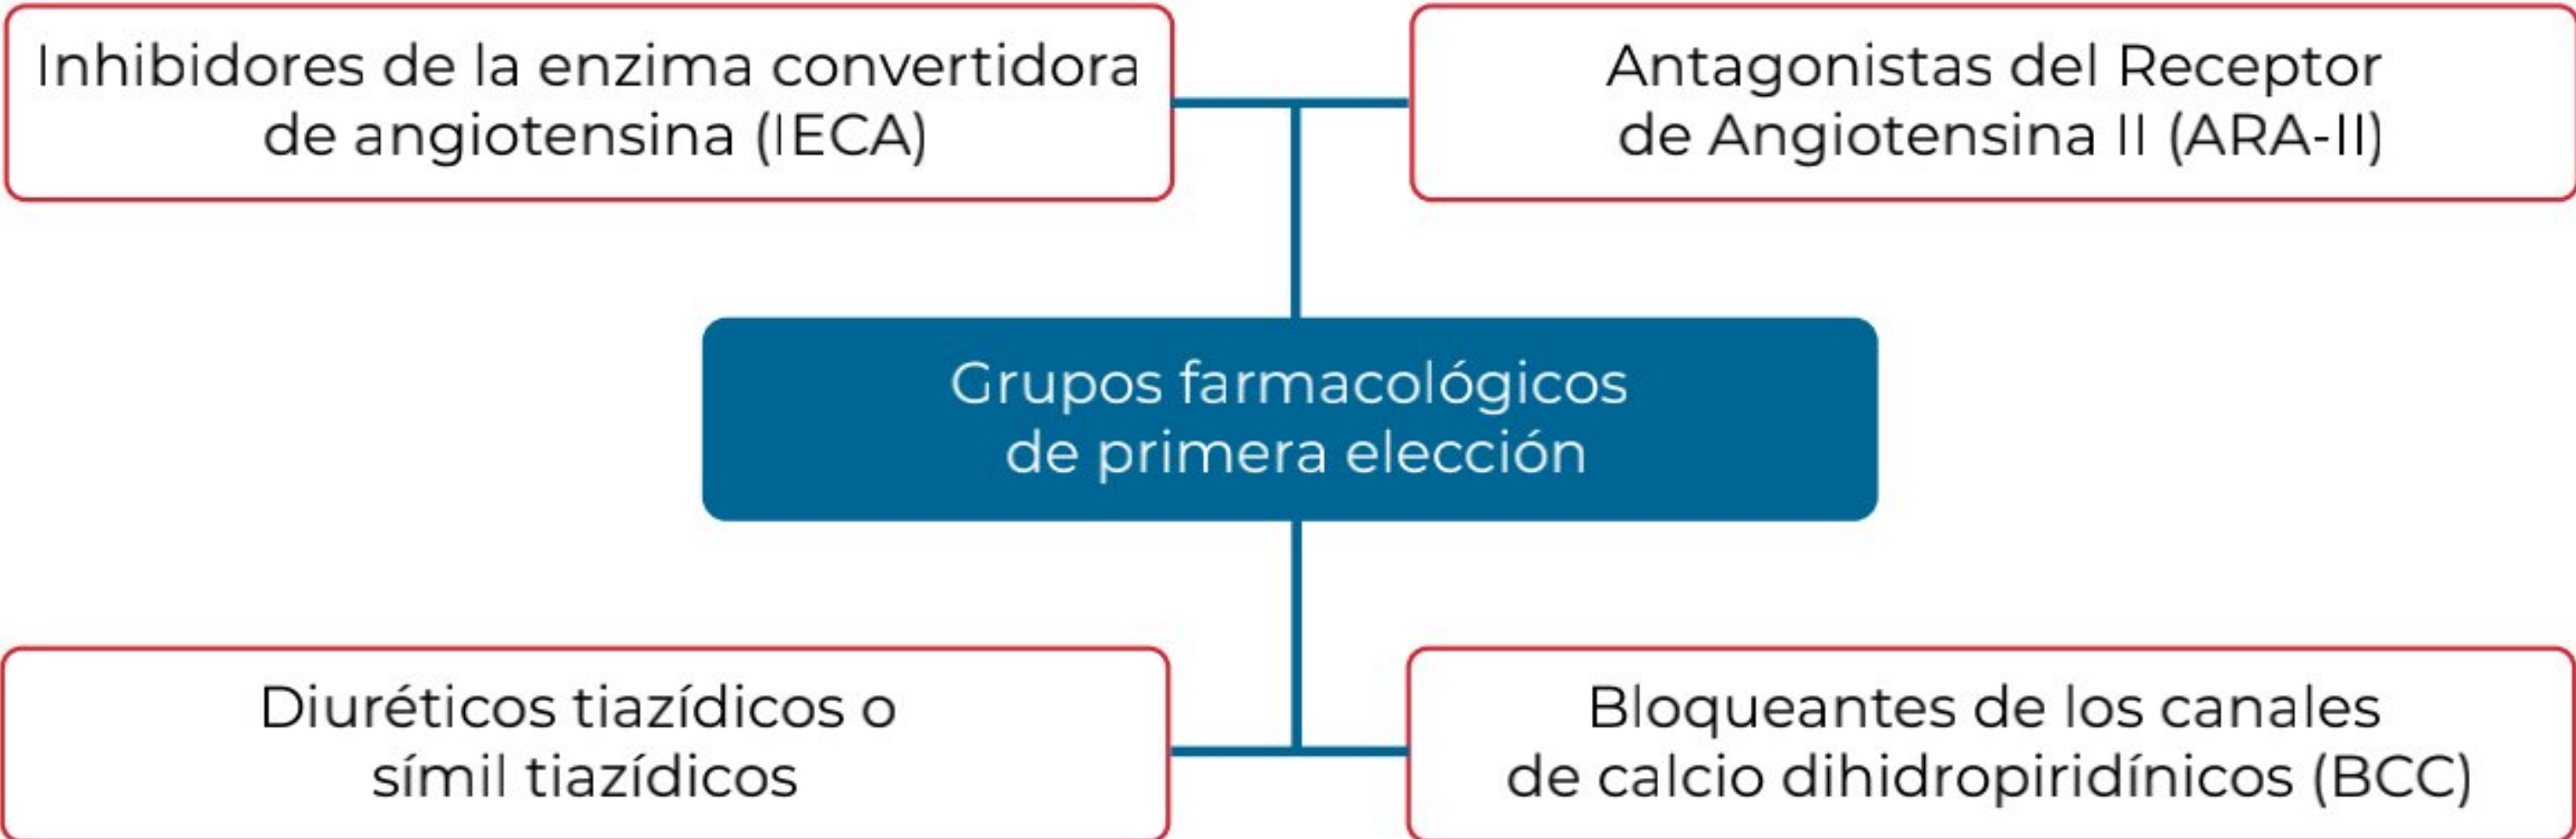 Inhibidores de la enzima convertidora
de angiotensina (IECA)
Antagonistas del Receptor
de Angiotensina II (ARA-II)
Grupos farmacológicos
de primera elección
Diuréticos tiazídicos o
símil tiazídicos
Bloqueantes de los canales
de calcio dihidropiridínicos (BCC)